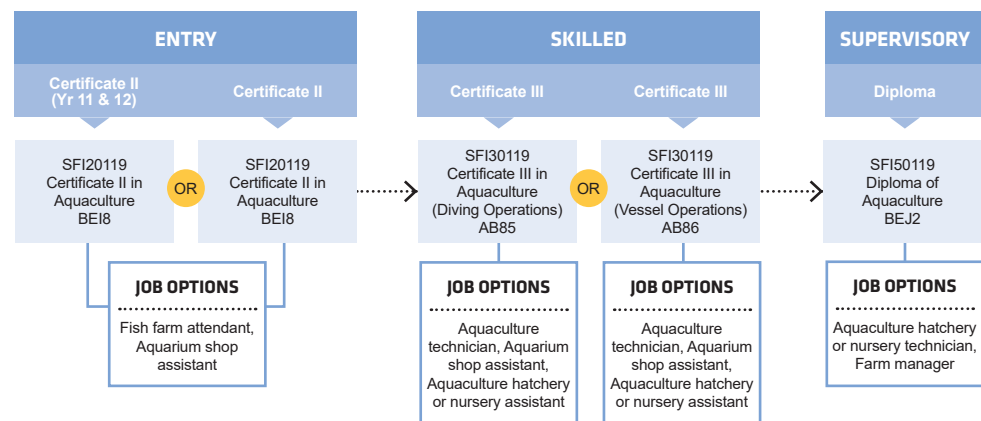 ENTRY
Certificate II
(Yr 11 & 12)
Certificate II
SFI20119
Certificate II in
Aquaculture
BEI8
OR
SFI20119
Certificate II in
Aquaculture
BEI8
JOB OPTIONS
Fish farm attendant,
Aquarium shop
assistant
SKILLED
Certificate III
Certificate III
SFI30119
Certificate III in
Aquaculture
(Diving Operations)
AB85
OR
SFI30119
Certificate III in
Aquaculture
(Vessel Operations)
AB86
JOB OPTIONS
Aquaculture
technician, Aquarium
shop assistant,
Aquaculture hatchery
or nursery assistant
JOB OPTIONS
Aquaculture
technician, Aquarium
shop assistant,
Aquaculture hatchery
or nursery assistant
SUPERVISORY
Diploma
SFI50119
Diploma of
Aquaculture
BEJ2
JOB OPTIONS
Aquaculture hatchery
or nursery technician,
Farm manager